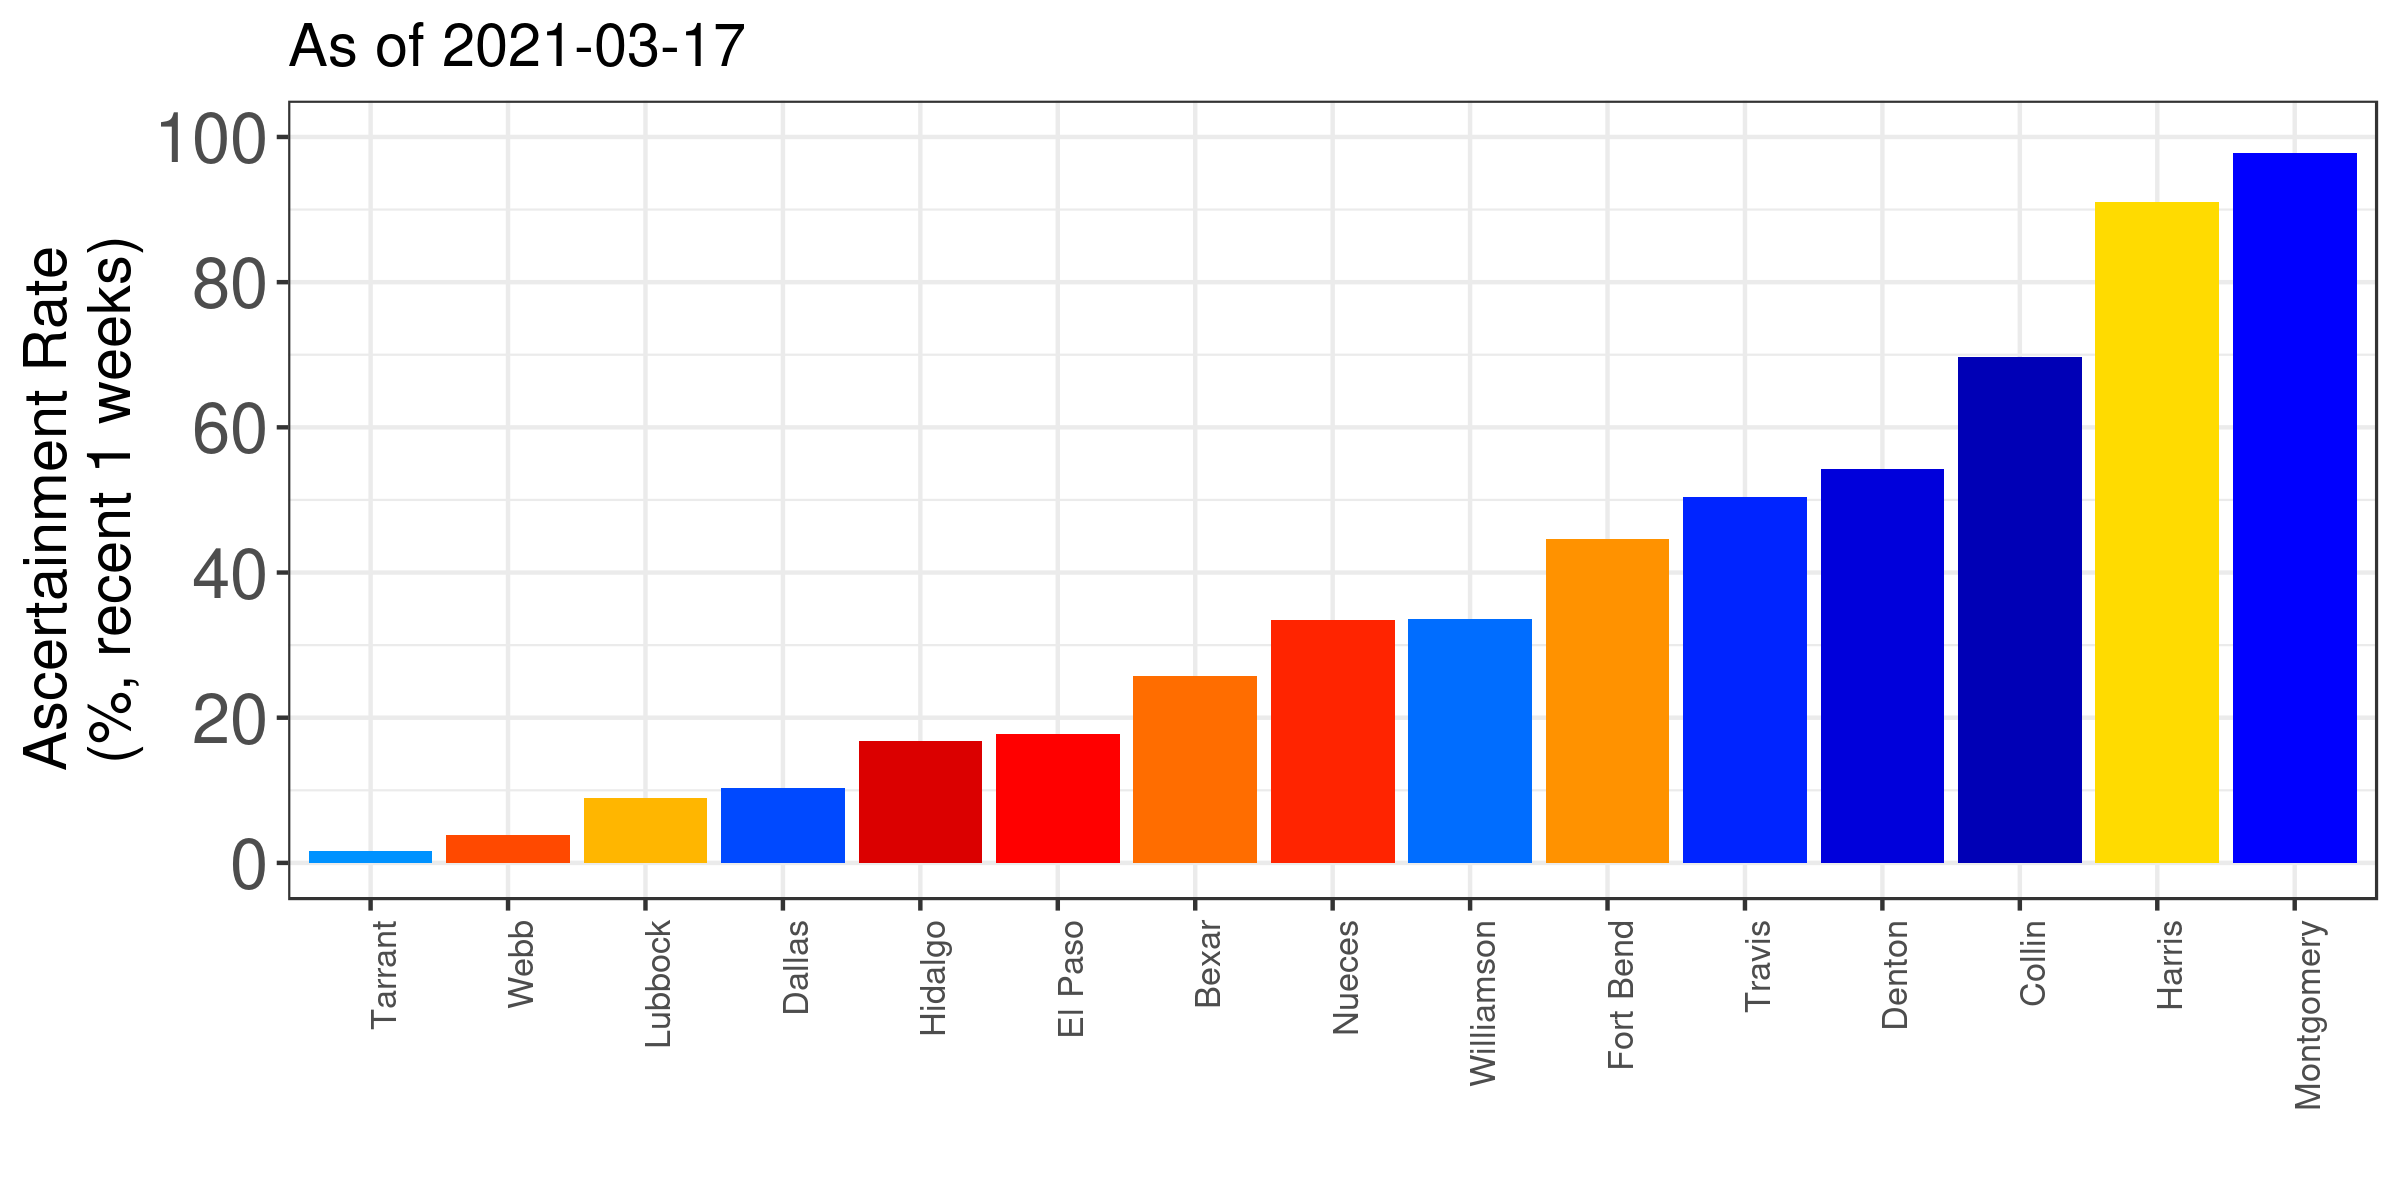 As of 2021-03-17
Ascertainment Rate
(%, recent 1 weeks)
100
80
60
40
20
0
Tarrant
Webb
Lubbock
Dallas
Hidalgo
El Paso
Bexar
Nueces
Williamson
Fort Bend
Travis
Denton
Collin
Harris
Montgomery